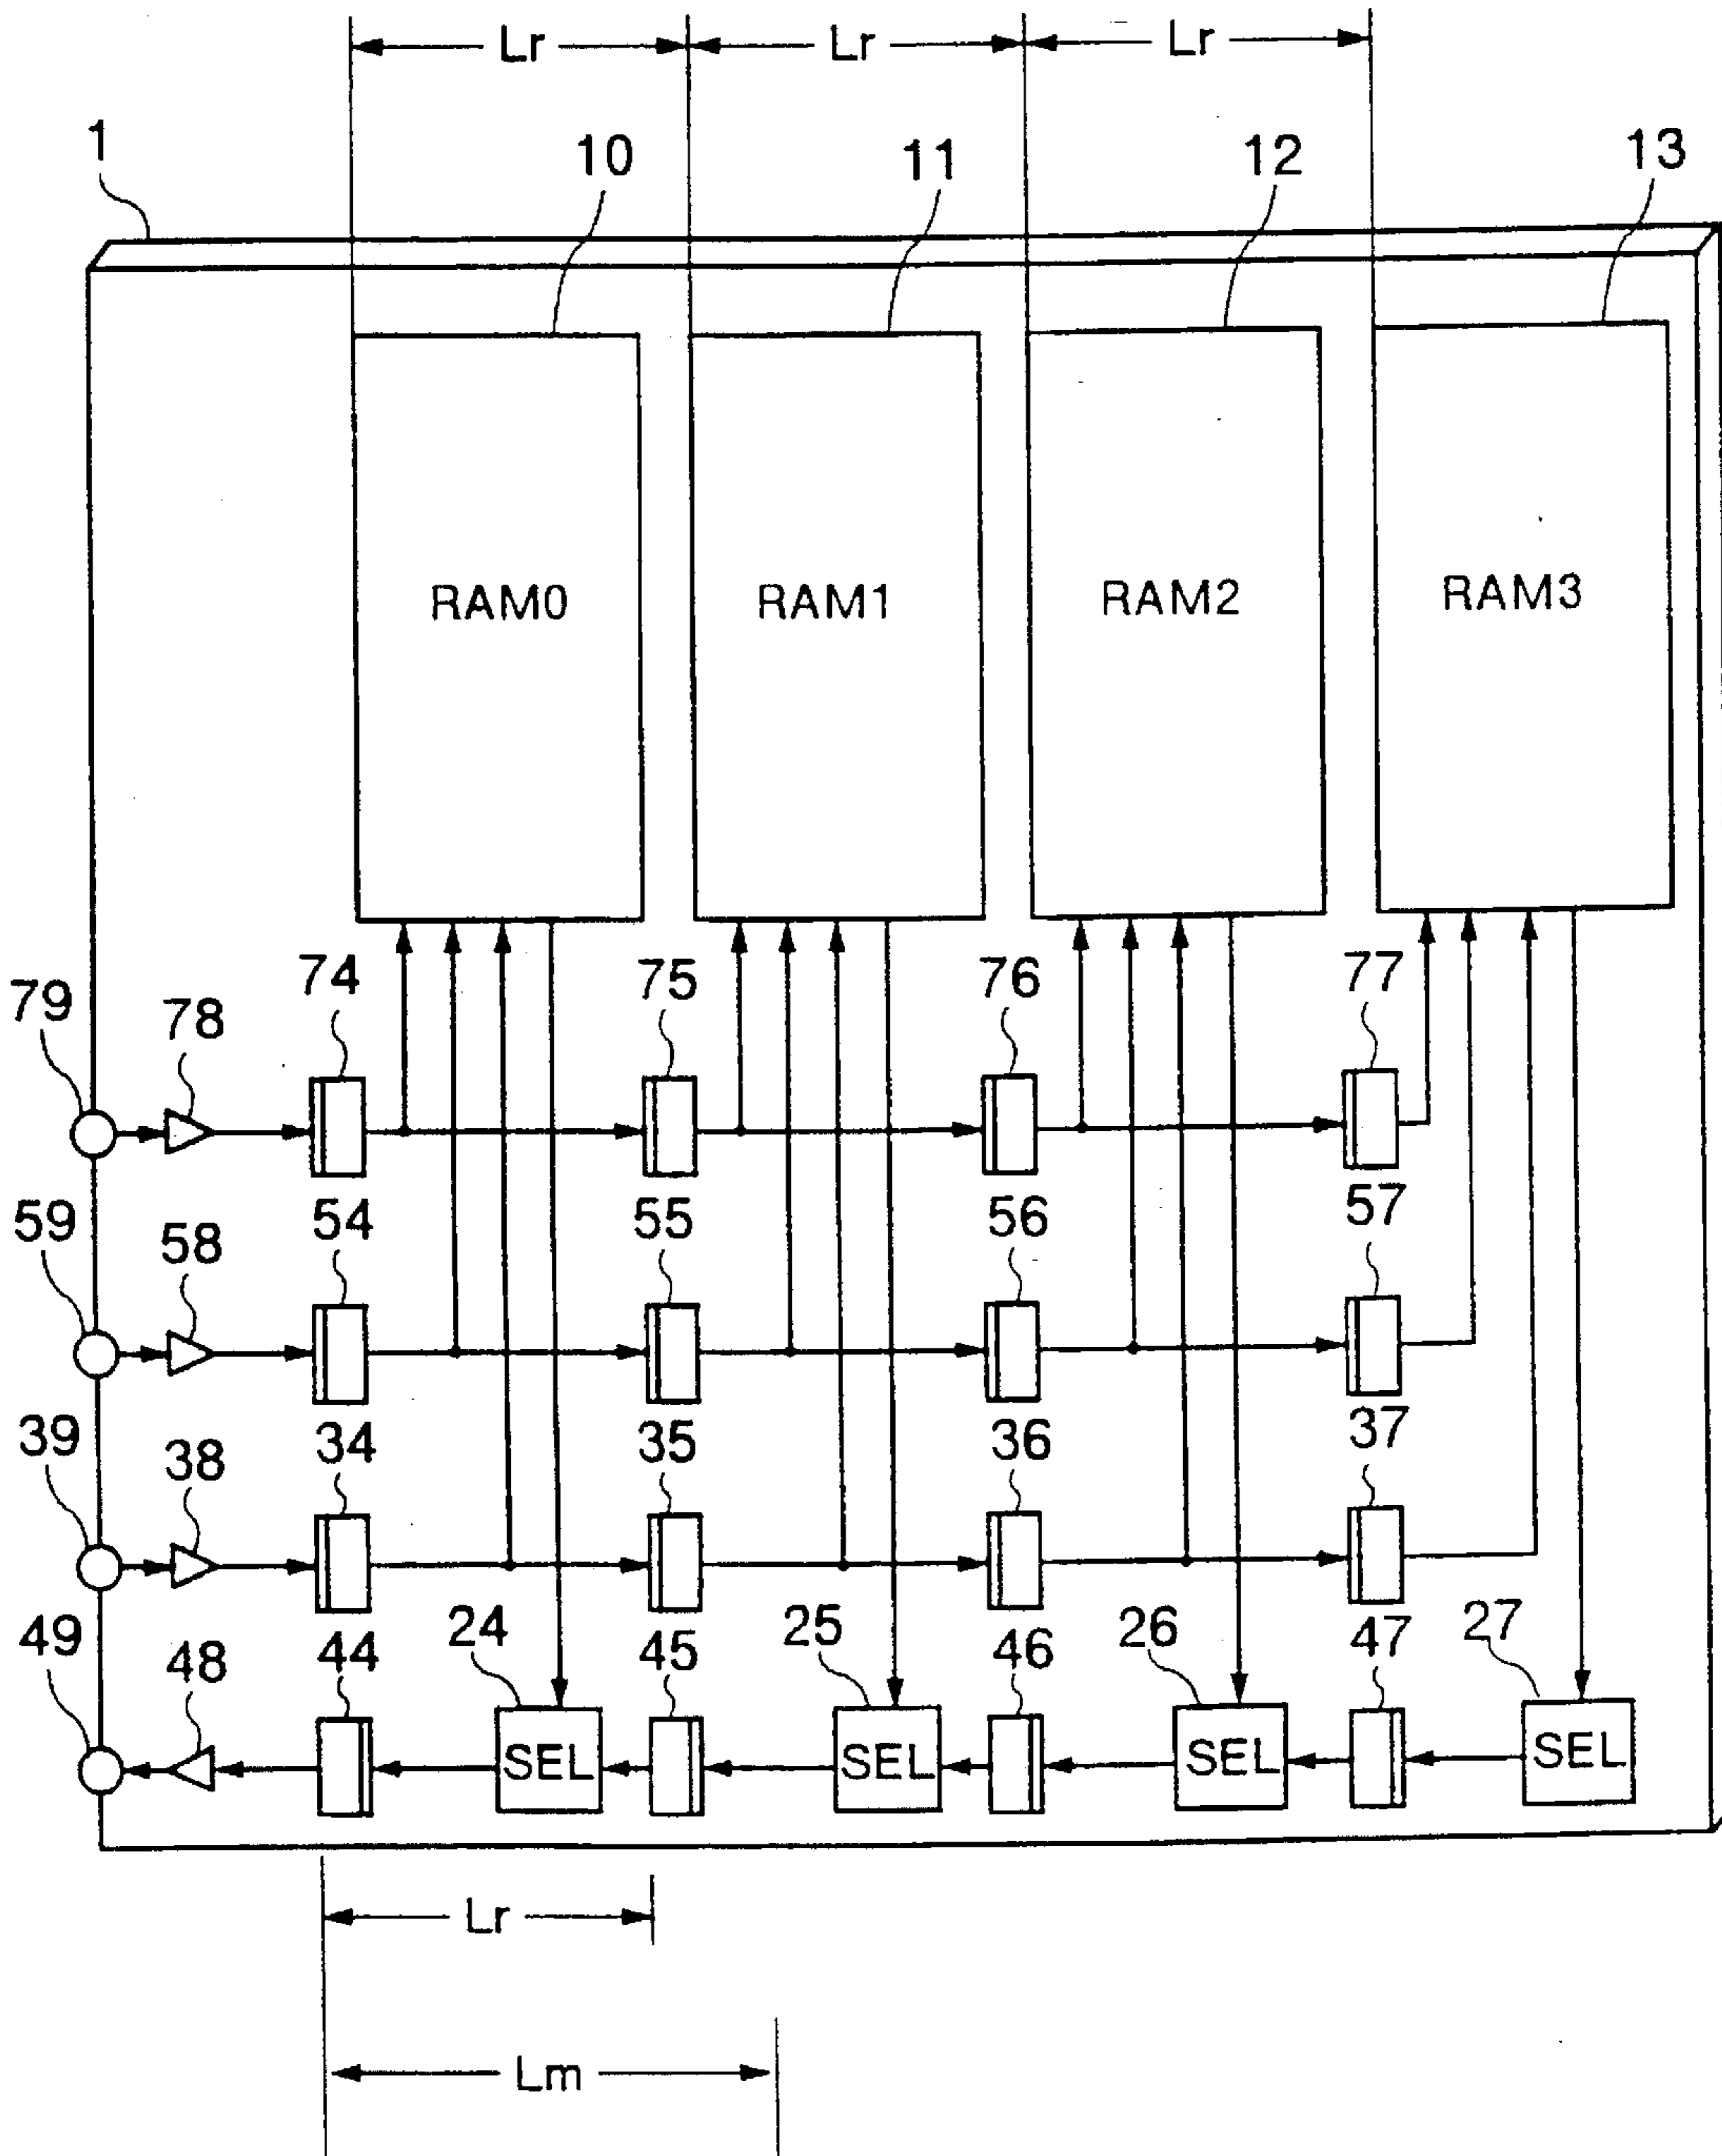 Lr Lr Lr
1 10 11 12 13
RAM0 RAM1 RAM2 RAM3
79 78 74 75 76 77
59 58 54 55 56 57
39 38 34 35 36 37
49 48 44 24 45 25 46 26 47 27
SEL SEL SEL SEL
Lr
Lm